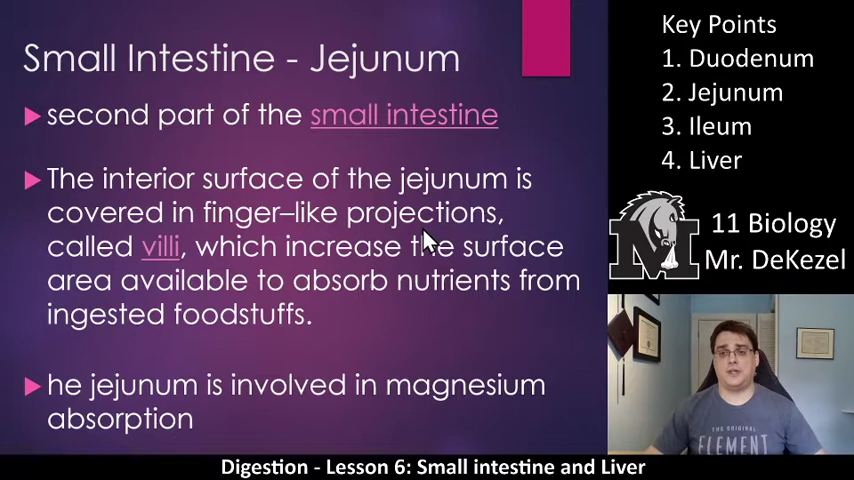 Small Intestine - Jejunum
second part of the small intestine
The interior surface of the jejunum is
covered in finger–like projections,
called villi, which increase the surface
area available to absorb nutrients from
ingested foodstuffs.
he jejunum is involved in magnesium
absorption
Key Points
1. Duodenum
2. Jejunum
3. Ileum
4. Liver
M
11 Biology
Mr. DeKezel
THE ORIGINAL
ELEMENT
Digestion - Lesson 6: Small intestine and Liver